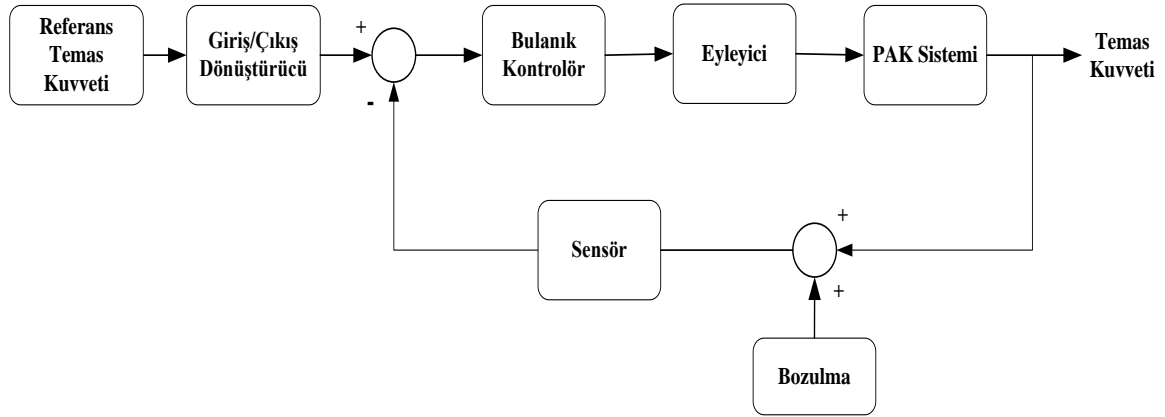 Referans
Temas
Kuvveti
Giriş/Çıkış
Dönüştürücü
+
-
Bulanık
Kontrolör
Eyleyici
PAK Sistemi
Temas
Kuvveti
Sensör
+
+
Bozulma